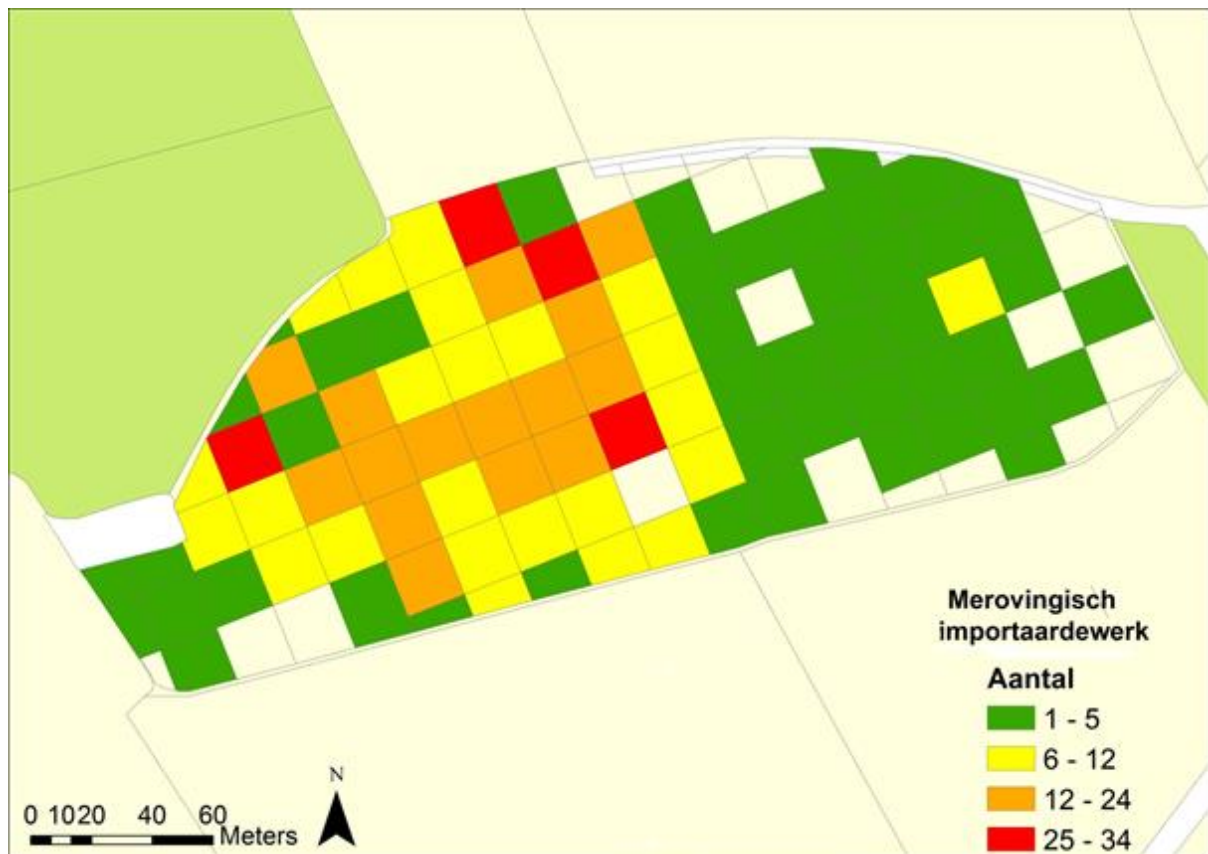 Merovingisch
importaardewerk
Aantal
1 - 5
6 - 12
12 - 24
25 - 34
N
0 1020 40 60
Meters